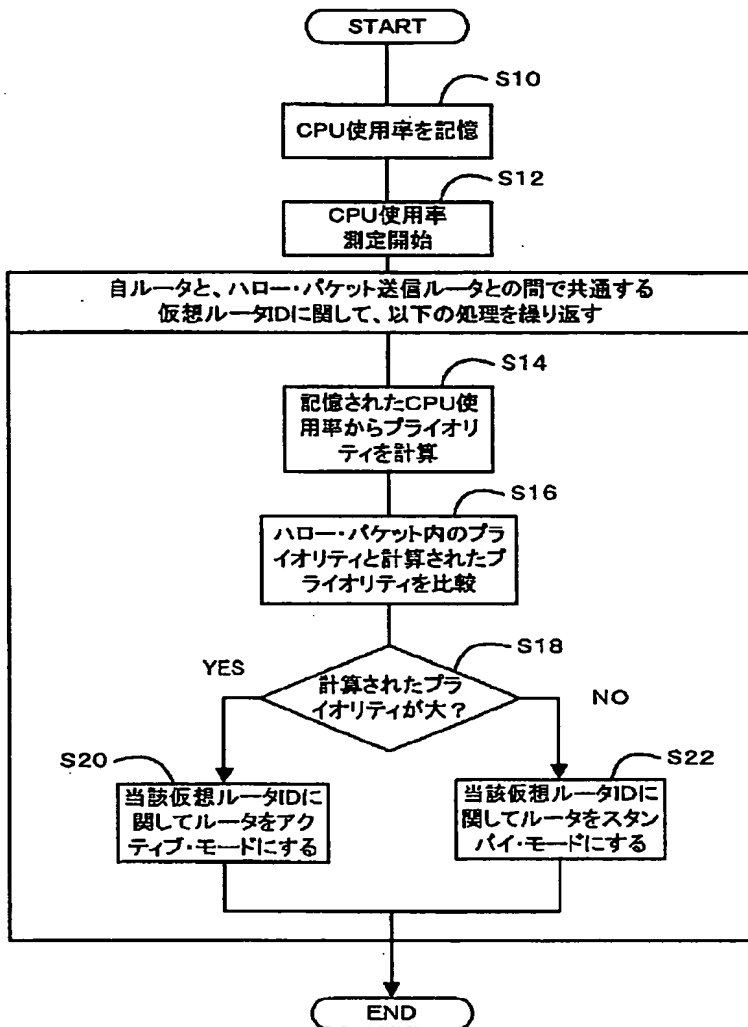 START
S10
CPU使用率を記憶
S12
CPU使用率
測定開始
自ルータと、ハロー・パケット送信ルータとの間で共通する
仮想ルータIDに関して、以下の処理を繰り返す
S14
記憶されたCPU使
用率からプライオリ
ティを計算
S16
ハロー・パケット内のプラ
イオリティと計算されたプ
ライオリティを比較
S18
YES
計算されたプラ
イオリティが大？
NO
S20
当該仮想ルータIDに
関してルータをアク
ティブ・モードにする
S22
当該仮想ルータIDに
関してルータをスタン
バイ・モードにする
END